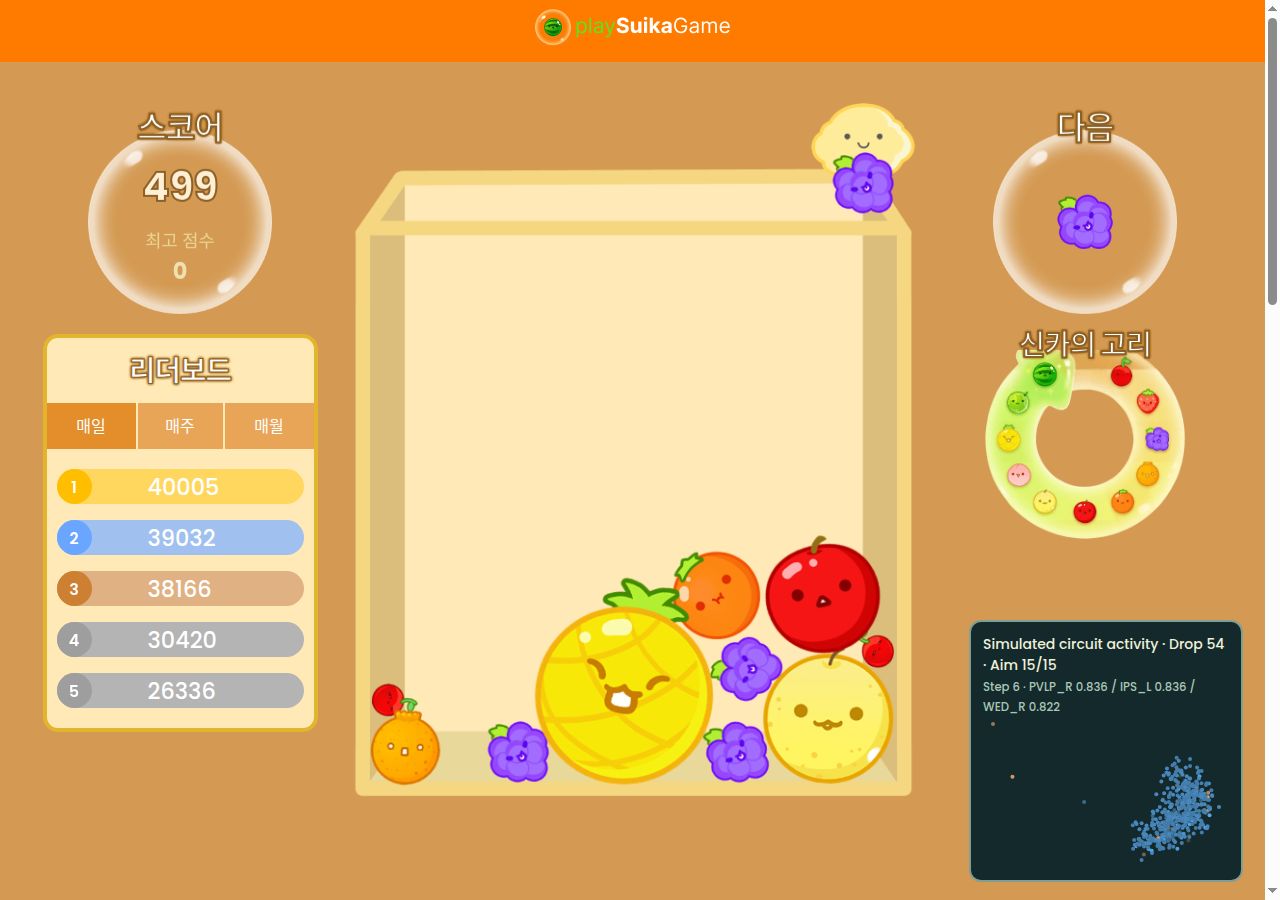 playSuikaGame
스코어
499
최고 점수
0
다음
신카의 고리
리더보드
매일 매주 매월
1 40005
2 39032
3 38166
4 30420
5 26336
Simulated circuit activity · Drop 54
· Aim 15/15
Step 6 · PVLP_R 0.836 / IPS_L 0.836 /
WED_R 0.822